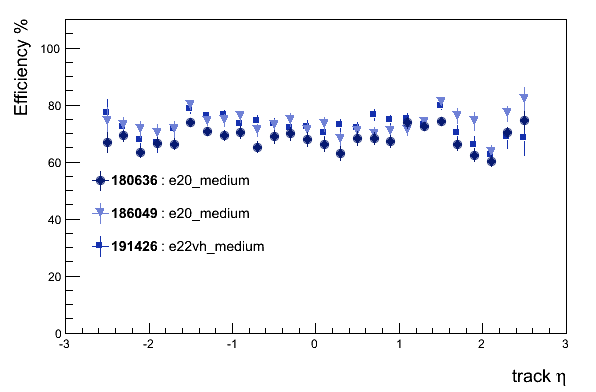 Efficiency %
100
80
60
180636 : e20_medium
186049 : e20_medium
40
191426 : e22vh_medium
20
0
-3 -2 -1 0 1 2 3
track η